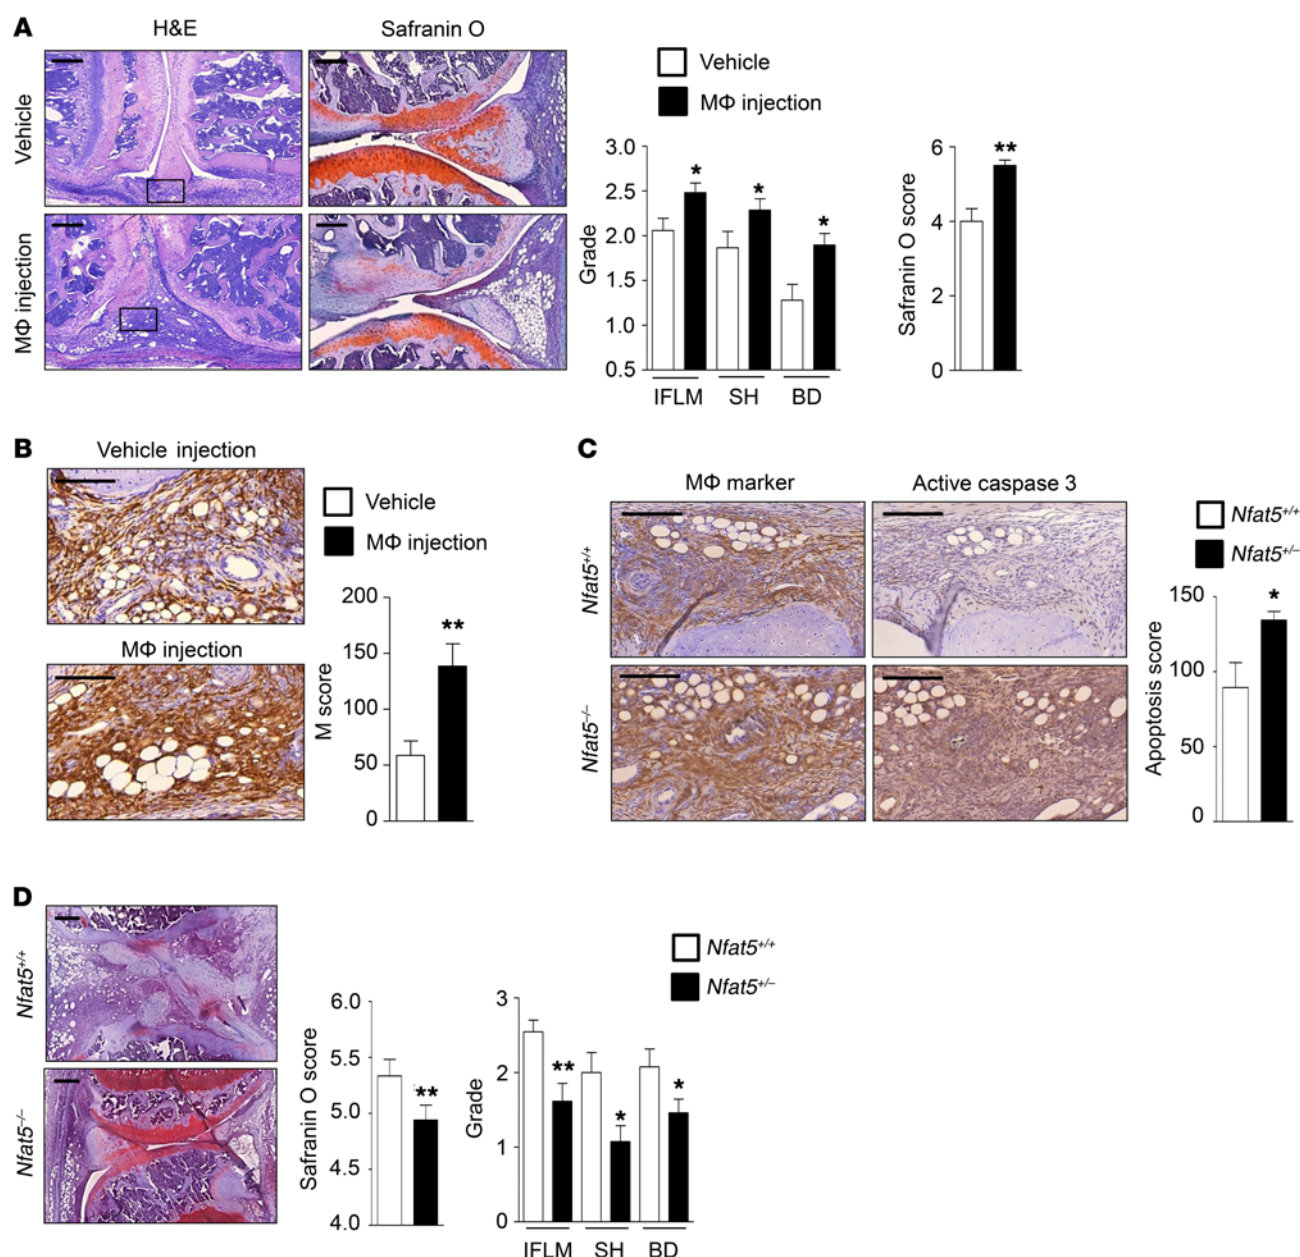 A
H&E
Safranin O
Vehicle
MΦ injection
Vehicle
MΦ injection
Grade
3.0
2.5
2.0
1.5
1.0
0.5
*
*
*
IFLM SH BD
Safranin O score
6
4
2
0
**
B
Vehicle injection
MΦ injection
Vehicle
MΦ injection
M score
200
150
100
50
0
**
C
MΦ marker
Active caspase 3
Nfat5+/+
Nfat5−/−
Nfat5+/+
Nfat5+/−
Apoptosis score
150
100
50
0
*
D
Nfat5+/+
Nfat5−/−
Safranin O score
6.0
5.5
5.0
4.5
4.0
**
Grade
3
2
1
0
**
*
*
IFLM SH BD
Nfat5+/+
Nfat5+/−